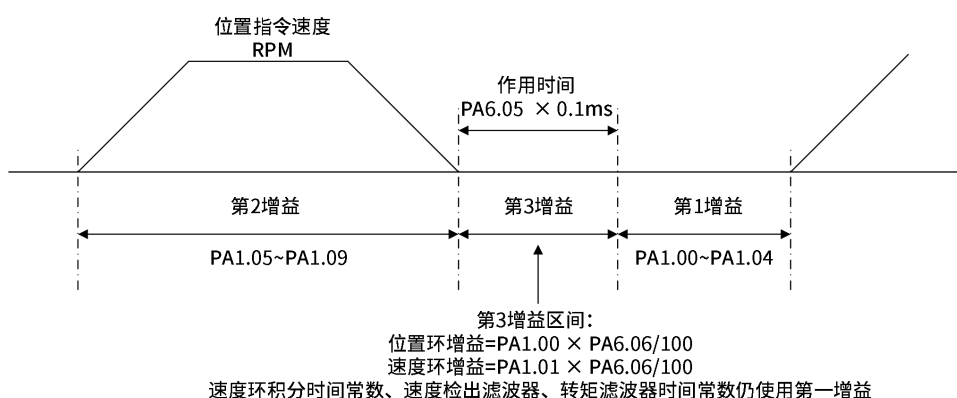 位置指令速度
RPM
作用时间
PA6.05 × 0.1ms
第2增益
第3增益
第1增益
PA1.05~PA1.09
PA1.00~PA1.04
第3增益区间：
位置环增益=PA1.00 × PA6.06/100
速度环增益=PA1.01 × PA6.06/100
速度环积分时间常数、速度检出滤波器、转矩滤波器时间常数仍使用第一增益